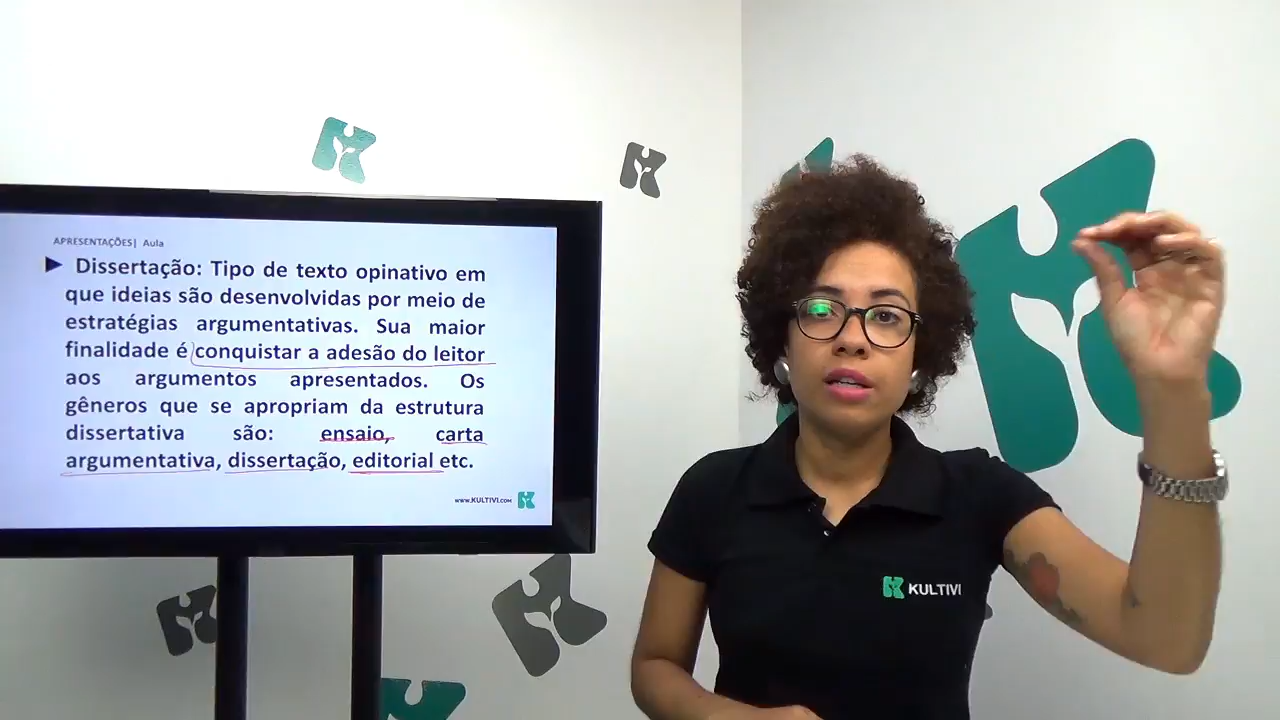 APRESENTAÇÕES| Aula
► Dissertação: Tipo de texto opinativo em
que ideias são desenvolvidas por meio de
estratégias argumentativas. Sua maior
finalidade é conquistar a adesão do leitor
aos argumentos apresentados. Os
gêneros que se apropriam da estrutura
dissertativa são: ensaio, carta
argumentativa, dissertação, editorial etc.
www.KULTIVI.COM
KULTIVI